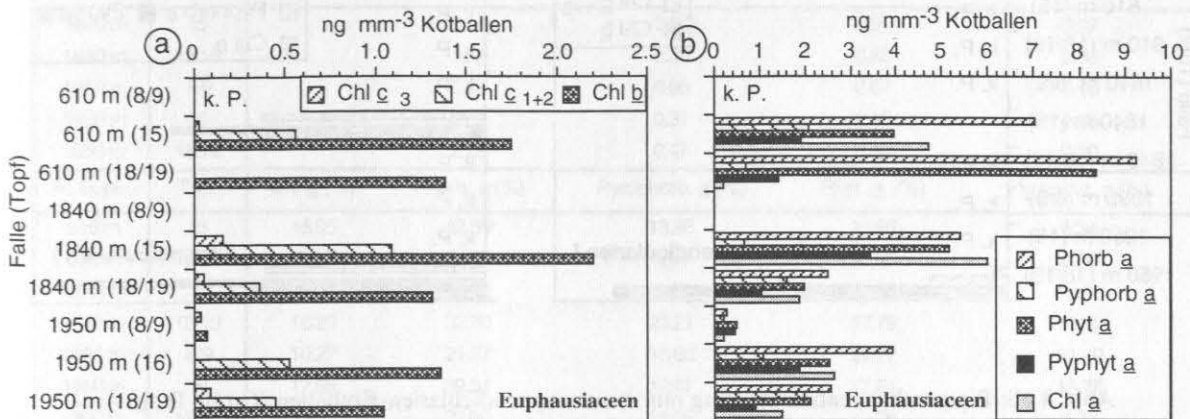 ng mm-3 Kotballen
0 0.5 1.0 1.5 2.0 2.5
a
k. P.
Chl c 3 Chl c 1+2 Chl b
Falle (Topf)
610 m (8/9)
610 m (15)
610 m (18/19)
1840 m (8/9)
1840 m (15)
1840 m (18/19)
1950 m (8/9)
1950 m (16)
1950 m (18/19)
Euphausiaceen
ng mm-3 Kotballen
0 1 2 3 4 5 6 7 8 9 10
b
k. P.
Phorb a
Pyphorb a
Phyt a
Pyphyt a
Chl a
Euphausiaceen